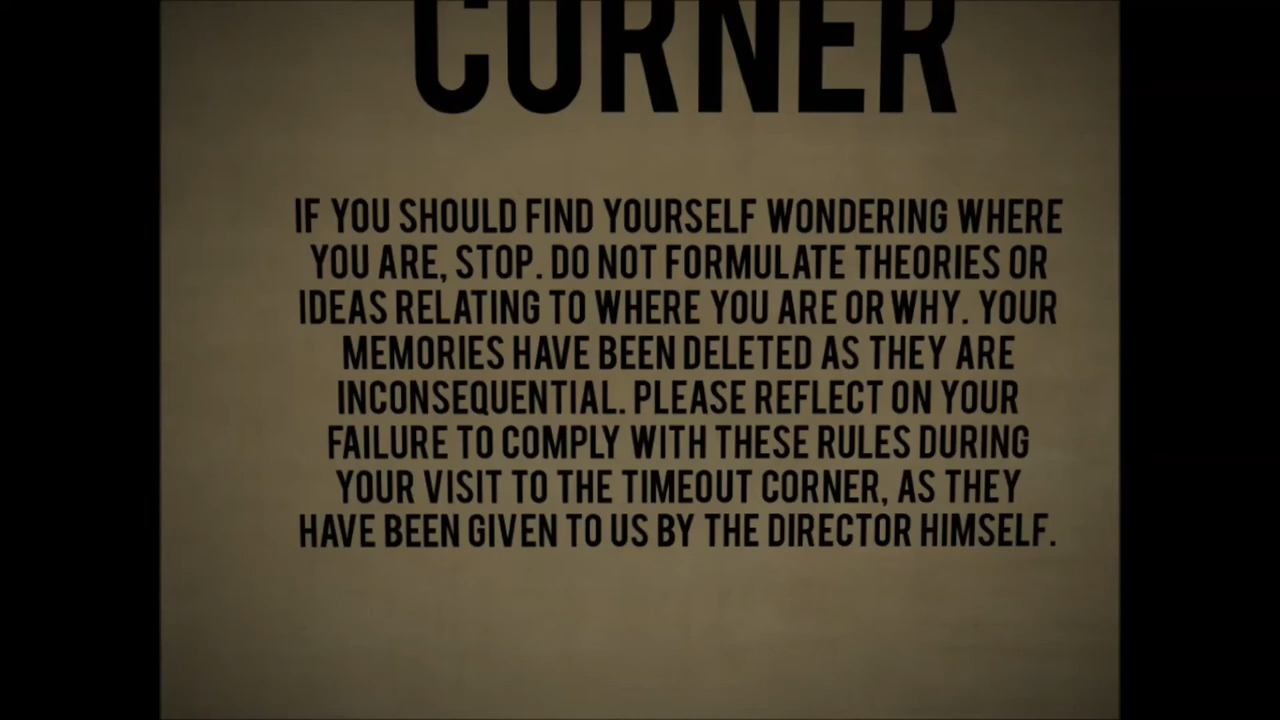 CORNER
IF YOU SHOULD FIND YOURSELF WONDERING WHERE
YOU ARE, STOP. DO NOT FORMULATE THEORIES OR
IDEAS RELATING TO WHERE YOU ARE OR WHY. YOUR
MEMORIES HAVE BEEN DELETED AS THEY ARE
INCONSEQUENTIAL. PLEASE REFLECT ON YOUR
FAILURE TO COMPLY WITH THESE RULES DURING
YOUR VISIT TO THE TIMEOUT CORNER, AS THEY
HAVE BEEN GIVEN TO US BY THE DIRECTOR HIMSELF.